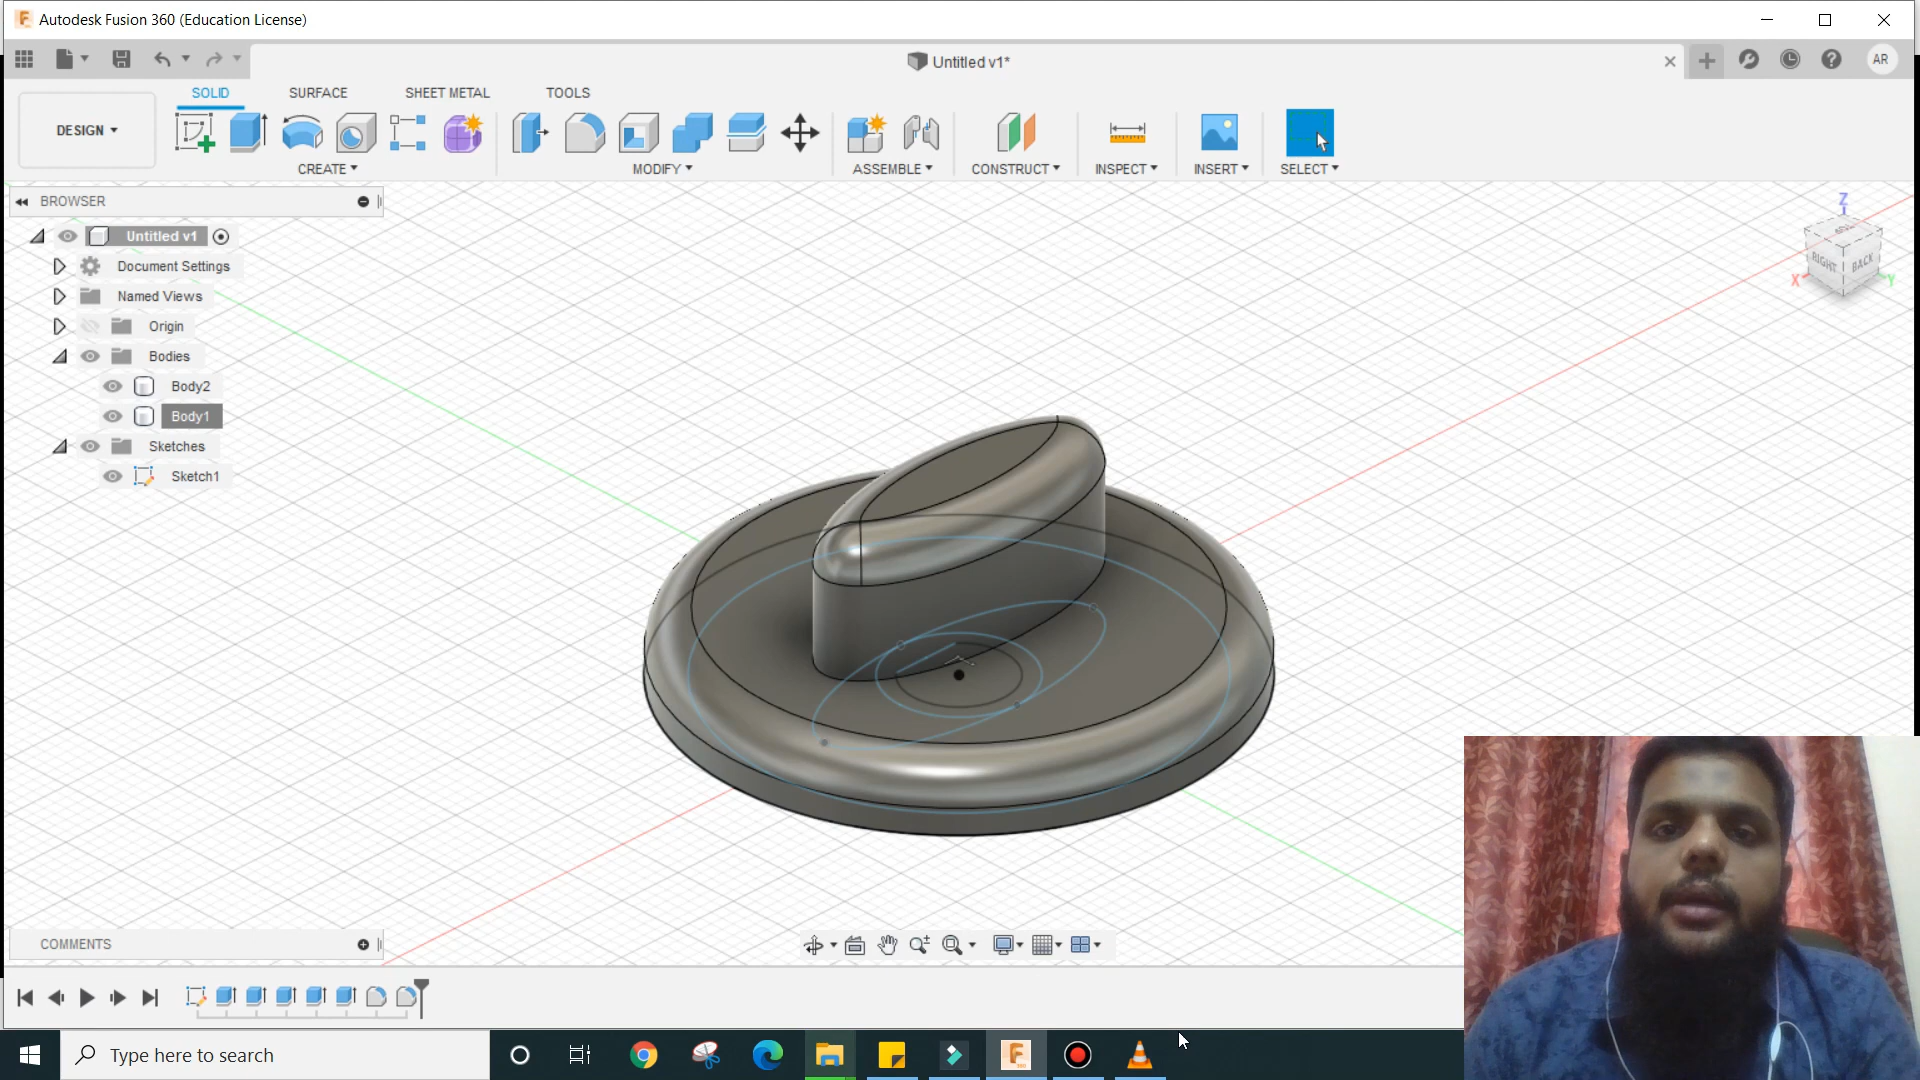 Autodesk Fusion 360 (Education License)
Untitled v1*
AR
DESIGN
SOLID SURFACE SHEET METAL TOOLS
CREATE MODIFY ASSEMBLE CONSTRUCT INSPECT INSERT SELECT
BROWSER
Untitled v1
Document Settings
Named Views
Origin
Bodies
Body2
Body1
Sketches
Sketch1
Z
TOP
RIGHT BACK
X Y
COMMENTS
Type here to search